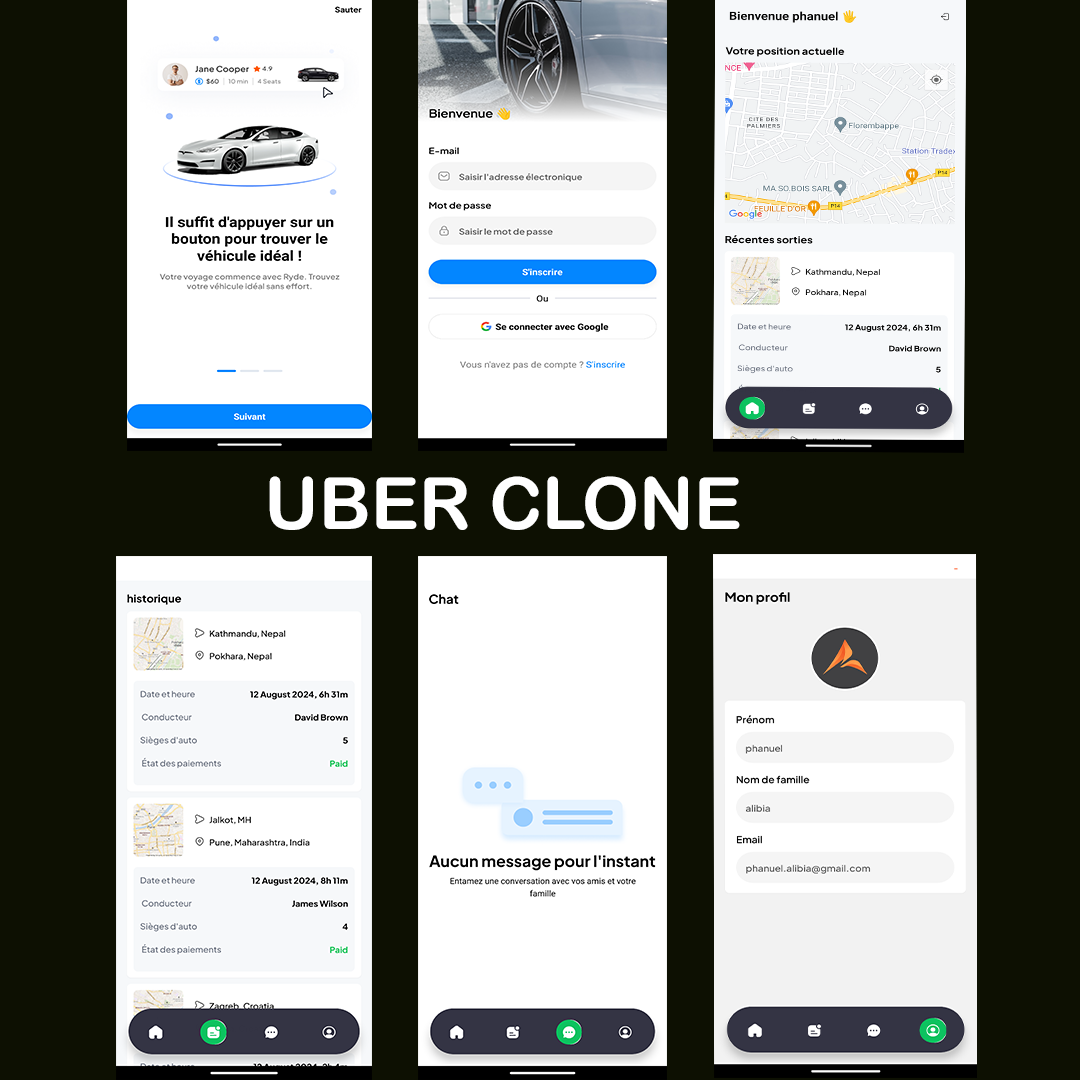 Sauter
Jane Cooper 4.9
$60 10 min 4 Seats
Il suffit d'appuyer sur un
bouton pour trouver le
véhicule idéal !
Votre voyage commence avec Ryde. Trouvez
votre véhicule idéal sans effort.
Suivant
Bienvenue 👋
E-mail
Saisir l'adresse électronique
Mot de passe
Saisir le mot de passe
S'inscrire
Ou
Se connecter avec Google
Vous n'avez pas de compte ? S'inscrire
Bienvenue phanuel 👋
Votre position actuelle
NCE
CITE DES
PALMIERS
Florembappe
Station Tradex
P14
MA.SO.BOIS SARL
P14
FEUILLE D'OR
Google
Récentes sorties
Kathmandu, Nepal
Pokhara, Nepal
Date et heure 12 August 2024, 6h 31m
Conducteur David Brown
Sièges d'auto 5
UBER CLONE
historique
Kathmandu, Nepal
Pokhara, Nepal
Date et heure 12 August 2024, 6h 31m
Conducteur David Brown
Sièges d'auto 5
État des paiements Paid
Jalkot, MH
Pune, Maharashtra, India
Date et heure 12 August 2024, 8h 11m
Conducteur James Wilson
Sièges d'auto 4
État des paiements Paid
Zagreb, Croatia
Chat
Aucun message pour l'instant
Entamez une conversation avec vos amis et votre
famille
Mon profil
Prénom
phanuel
Nom de famille
alibia
Email
phanuel.alibia@gmail.com